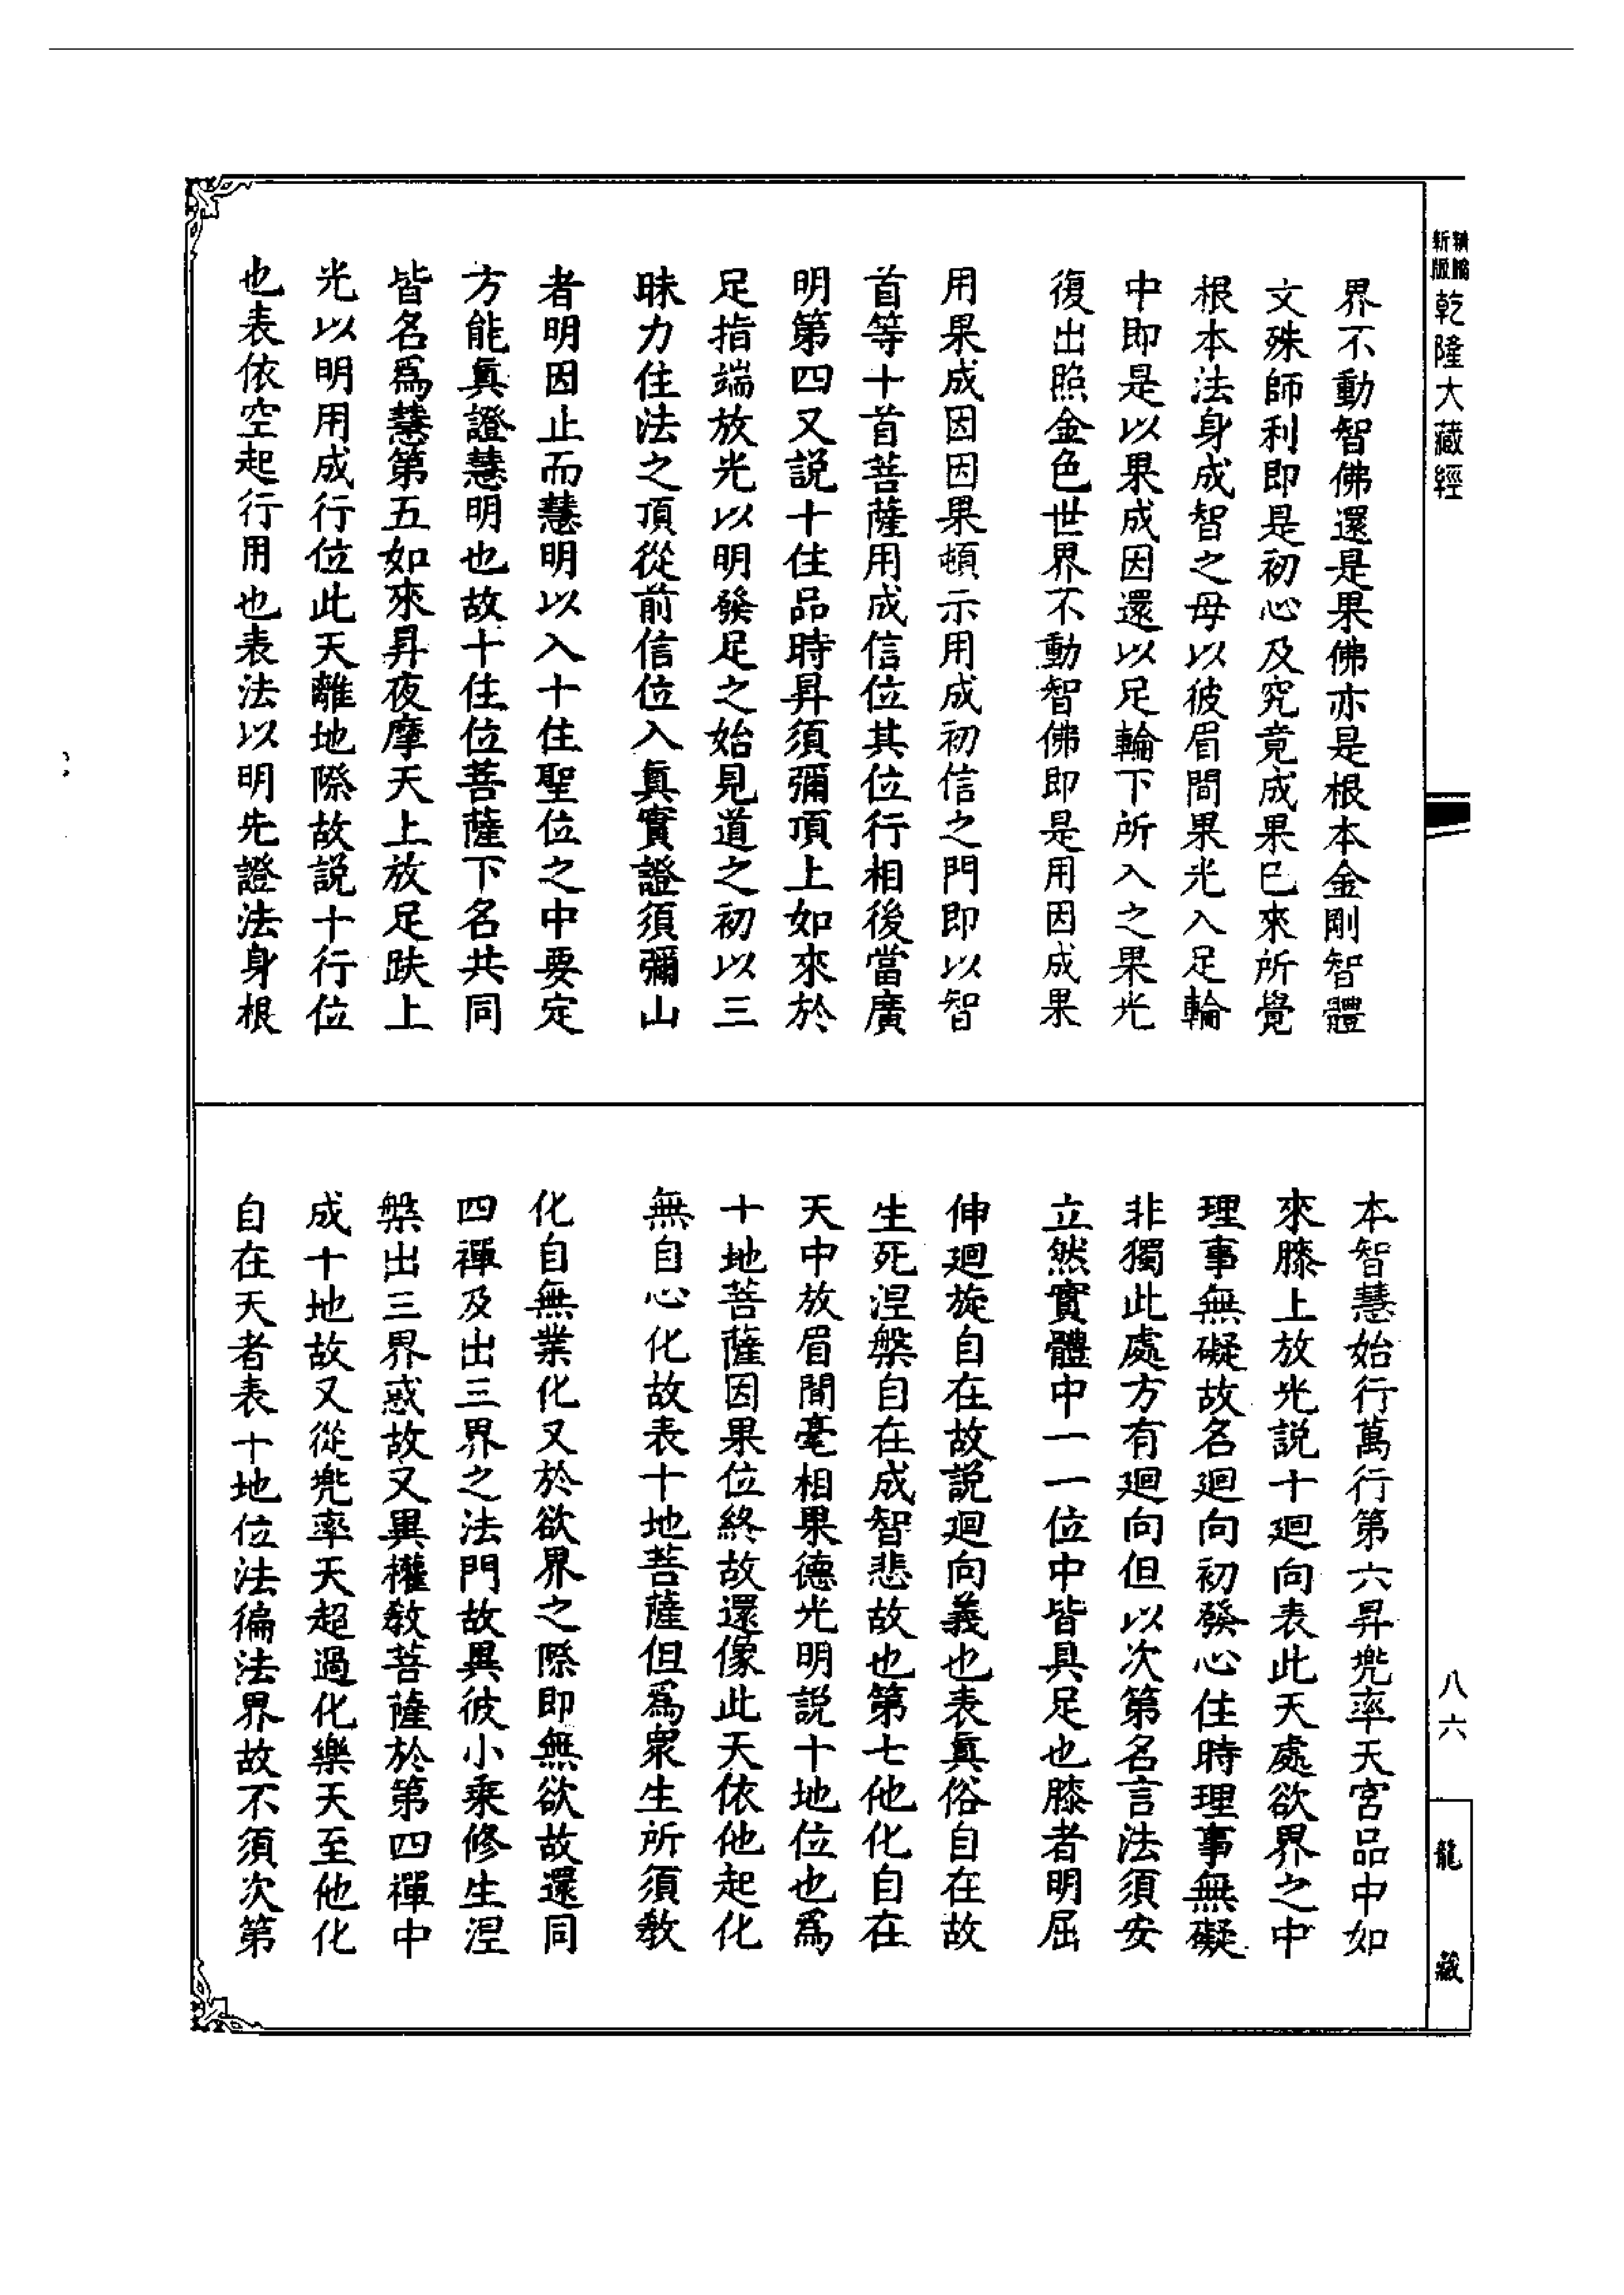 新版精縮乾隆大藏經
界不動智佛還是果佛亦是根本金剛智體
文殊師利即是初心及究竟成果已來所覺
根本法身成智之母以彼眉間果光入足輪
中即是以果成因還以足輪下所入之果光
復出照金色世界不動智佛即是用因成果
用果成因因果頓示用成初信之門即以智
首等十首菩薩用成信位其位行相後當廣
明第四又説十住品時昇須彌頂上如來於
足指端放光以明發足之始見道之初以三
昧力住法之頂從前信位入眞實證須彌山
者明因止而慧明以入十住聖位之中要定
方能眞證慧明也故十住位菩薩下名共同
皆名爲慧第五如來昇夜摩天上放足趺上
光以明用成行位此天離地際故説十行位
也表依空起行用也表法以明先證法身根
本智慧始行萬行第六昇兠率天宮品中如
來膝上放光説十廻向表此天處欲界之中
理事無礙故名廻向初發心住時理事無礙
非獨此處方有廻向但以次第名言法須安
立然實體中一一位中皆具足也膝者明屈
伸廻旋自在故説廻向義也表眞俗自在故
生死涅槃自在成智悲故也第七他化自在
天中放眉間毫相果德光明説十地位也爲
十地菩薩因果位終故還像此天依他起化
無自心化故表十地菩薩但爲衆生所須敎
化自無業化又於欲界之際即無欲故還同
四禪及出三界之法門故異彼小乘修生涅
槃出三界惑故又異權敎菩薩於第四禪中
成十地故又從兠率天超過化樂天至他化
自在天者表十地位法徧法界故不須次第
八六
龍藏